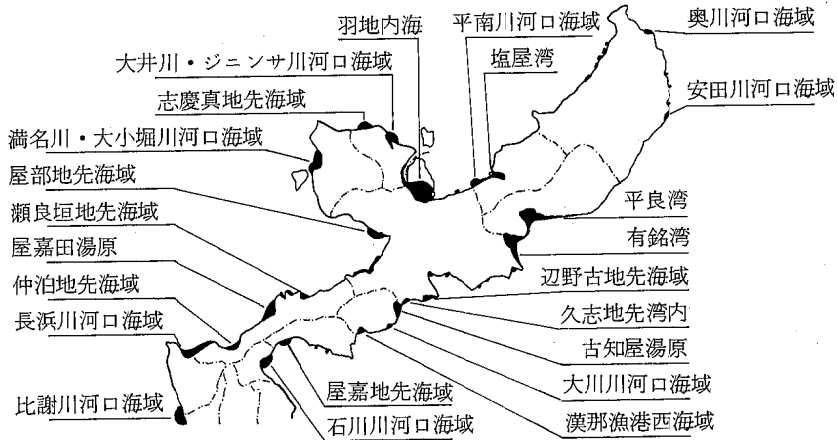 羽地内海
平南川河口海域
奥川河口海域
大井川・ジニンサ川河口海域
塩屋湾
志慶真地先海域
安田川河口海域
満名川・大小堀川河口海域
屋部地先海域
瀬良垣地先海域
平良湾
屋嘉田湯原
有銘湾
仲泊地先海域
辺野古地先海域
長浜川河口海域
久志地先湾内
古知屋湯原
比謝川河口海域
屋嘉地先海域
大川川河口海域
石川川河口海域
漢那漁港西海域